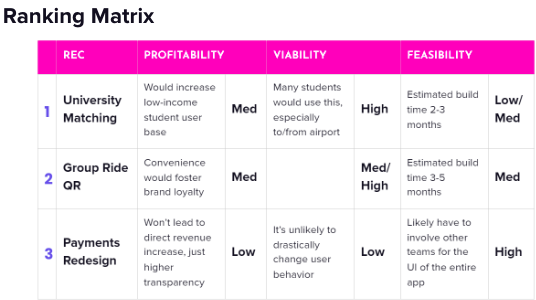 Ranking Matrix
REC PROFITABILITY VIABILITY FEASIBILITY
1
University
Matching
Would increase
low-income
student user
base
Med
Many students
would use this,
especially
to/from airport
High
Estimated build
time 2-3
months
Low/
Med
2
Group Ride
QR
Convenience
would foster
brand loyalty
Med
Med/
High
Estimated build
time 3-5
months
Med
3
Payments
Redesign
Won't lead to
direct revenue
increase, just
higher
transparency
Low
It's unlikely to
drastically
change user
behavior
Low
Likely have to
involve other
teams for the
UI of the entire
app
High